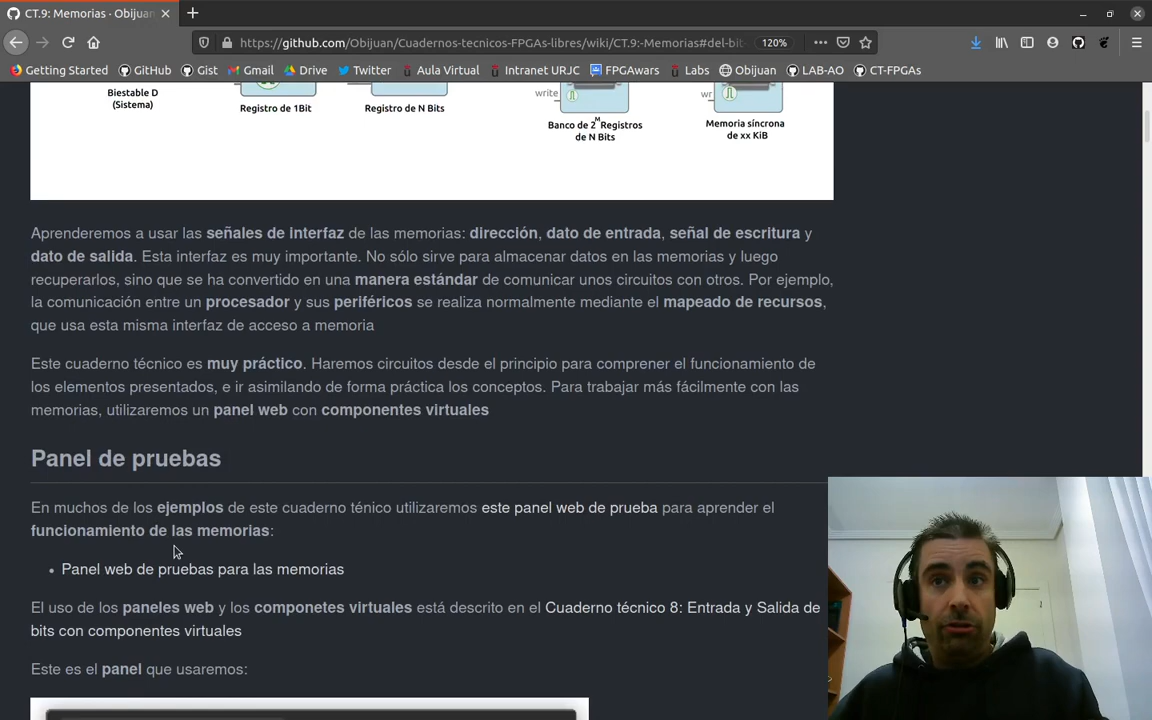 CT.9: Memorias · Obijuan
https://github.com/Obijuan/Cuadernos-tecnicos-FPGAs-libres/wiki/CT.9:-Memorias#del-bit-
120%
Getting Started GitHub Gist Gmail Drive Twitter Aula Virtual Intranet URJC FPGAwars Labs Obijuan LAB-AO CT-FPGAs
Biestable D
(Sistema)
Registro de 1Bit
Registro de N Bits
write
Banco de 2^M Registros
de N Bits
wr
Memoria síncrona
de xx KiB
Aprenderemos a usar las señales de interfaz de las memorias: dirección, dato de entrada, señal de escritura y
dato de salida. Esta interfaz es muy importante. No sólo sirve para almacenar datos en las memorias y luego
recuperarlos, sino que se ha convertido en una manera estándar de comunicar unos circuitos con otros. Por ejemplo,
la comunicación entre un procesador y sus periféricos se realiza normalmente mediante el mapeado de recursos,
que usa esta misma interfaz de acceso a memoria
Este cuaderno técnico es muy práctico. Haremos circuitos desde el principio para comprener el funcionamiento de
los elementos presentados, e ir asimilando de forma práctica los conceptos. Para trabajar más fácilmente con las
memorias, utilizaremos un panel web con componentes virtuales
Panel de pruebas
En muchos de los ejemplos de este cuaderno ténico utilizaremos este panel web de prueba para aprender el
funcionamiento de las memorias:
Panel web de pruebas para las memorias
El uso de los paneles web y los componetes virtuales está descrito en el Cuaderno técnico 8: Entrada y Salida de
bits con componentes virtuales
Este es el panel que usaremos: